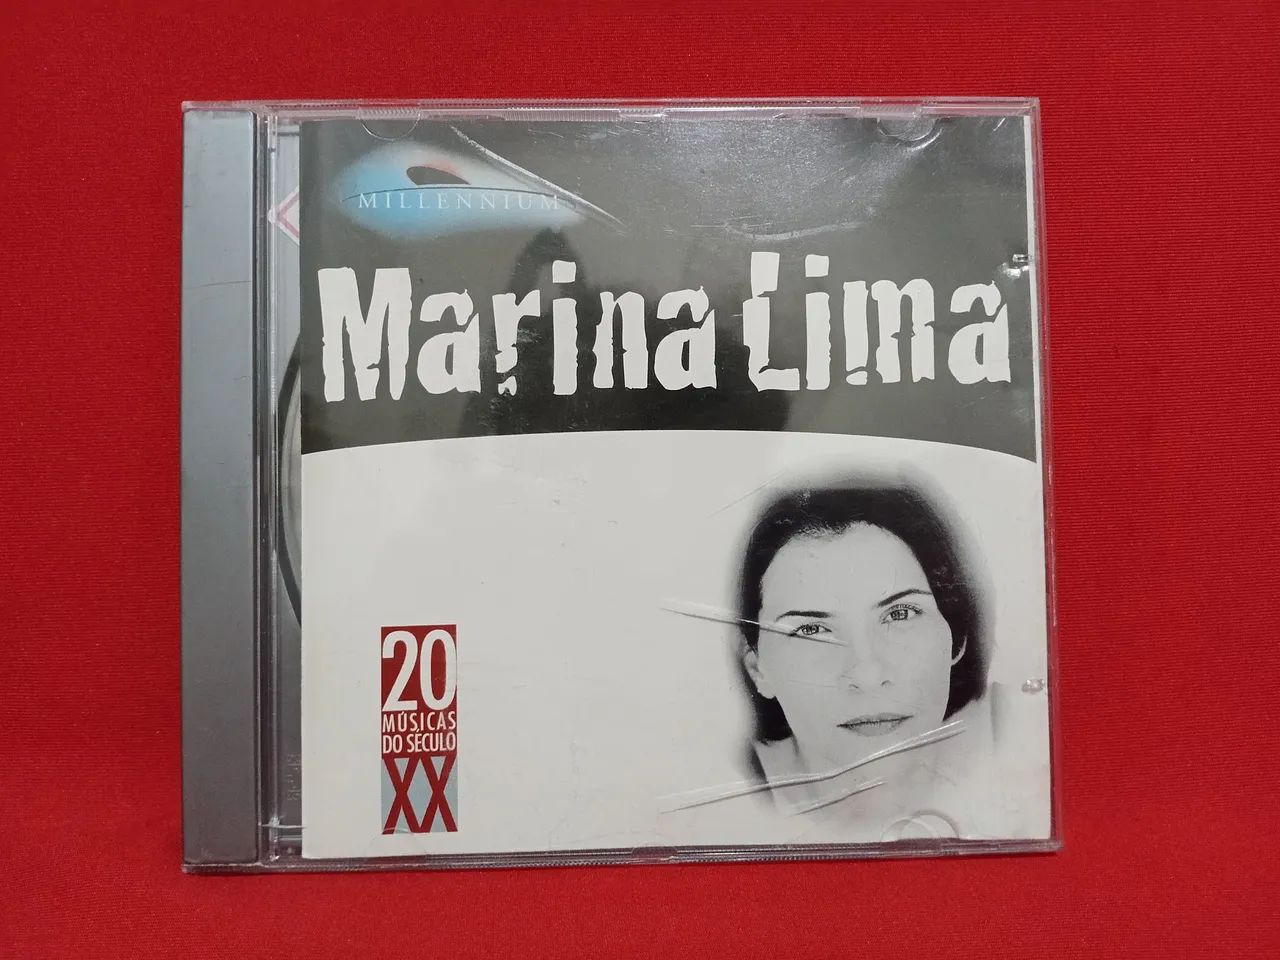 MILLENNIUM
Marina Lima
20
MÚSICAS
DO SÉCULO
XX